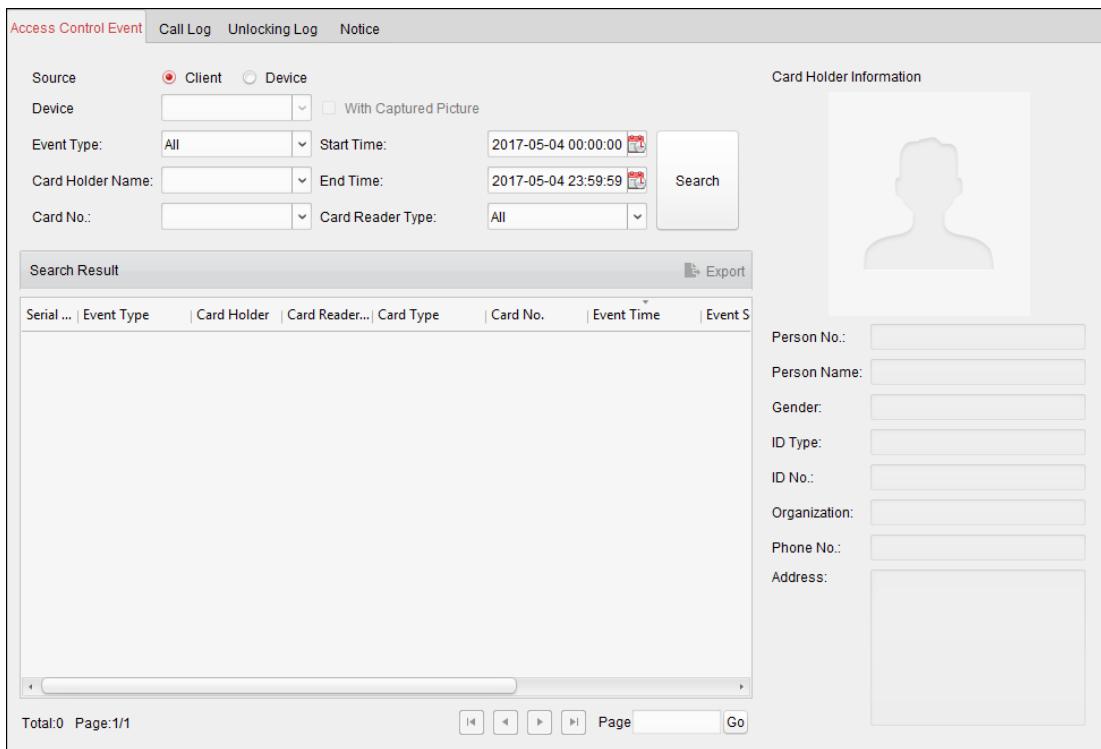 Access Control Event Call Log Unlocking Log Notice
Source Client Device
Device With Captured Picture
Event Type: All Start Time: 2017-05-04 00:00:00
Card Holder Name: End Time: 2017-05-04 23:59:59 Search
Card No.: Card Reader Type: All
Search Result Export
Serial ... Event Type Card Holder Card Reader... Card Type Card No. Event Time Event S
Total:0 Page:1/1 Page Go
Card Holder Information
Person No.:
Person Name:
Gender:
ID Type:
ID No.:
Organization:
Phone No.:
Address: